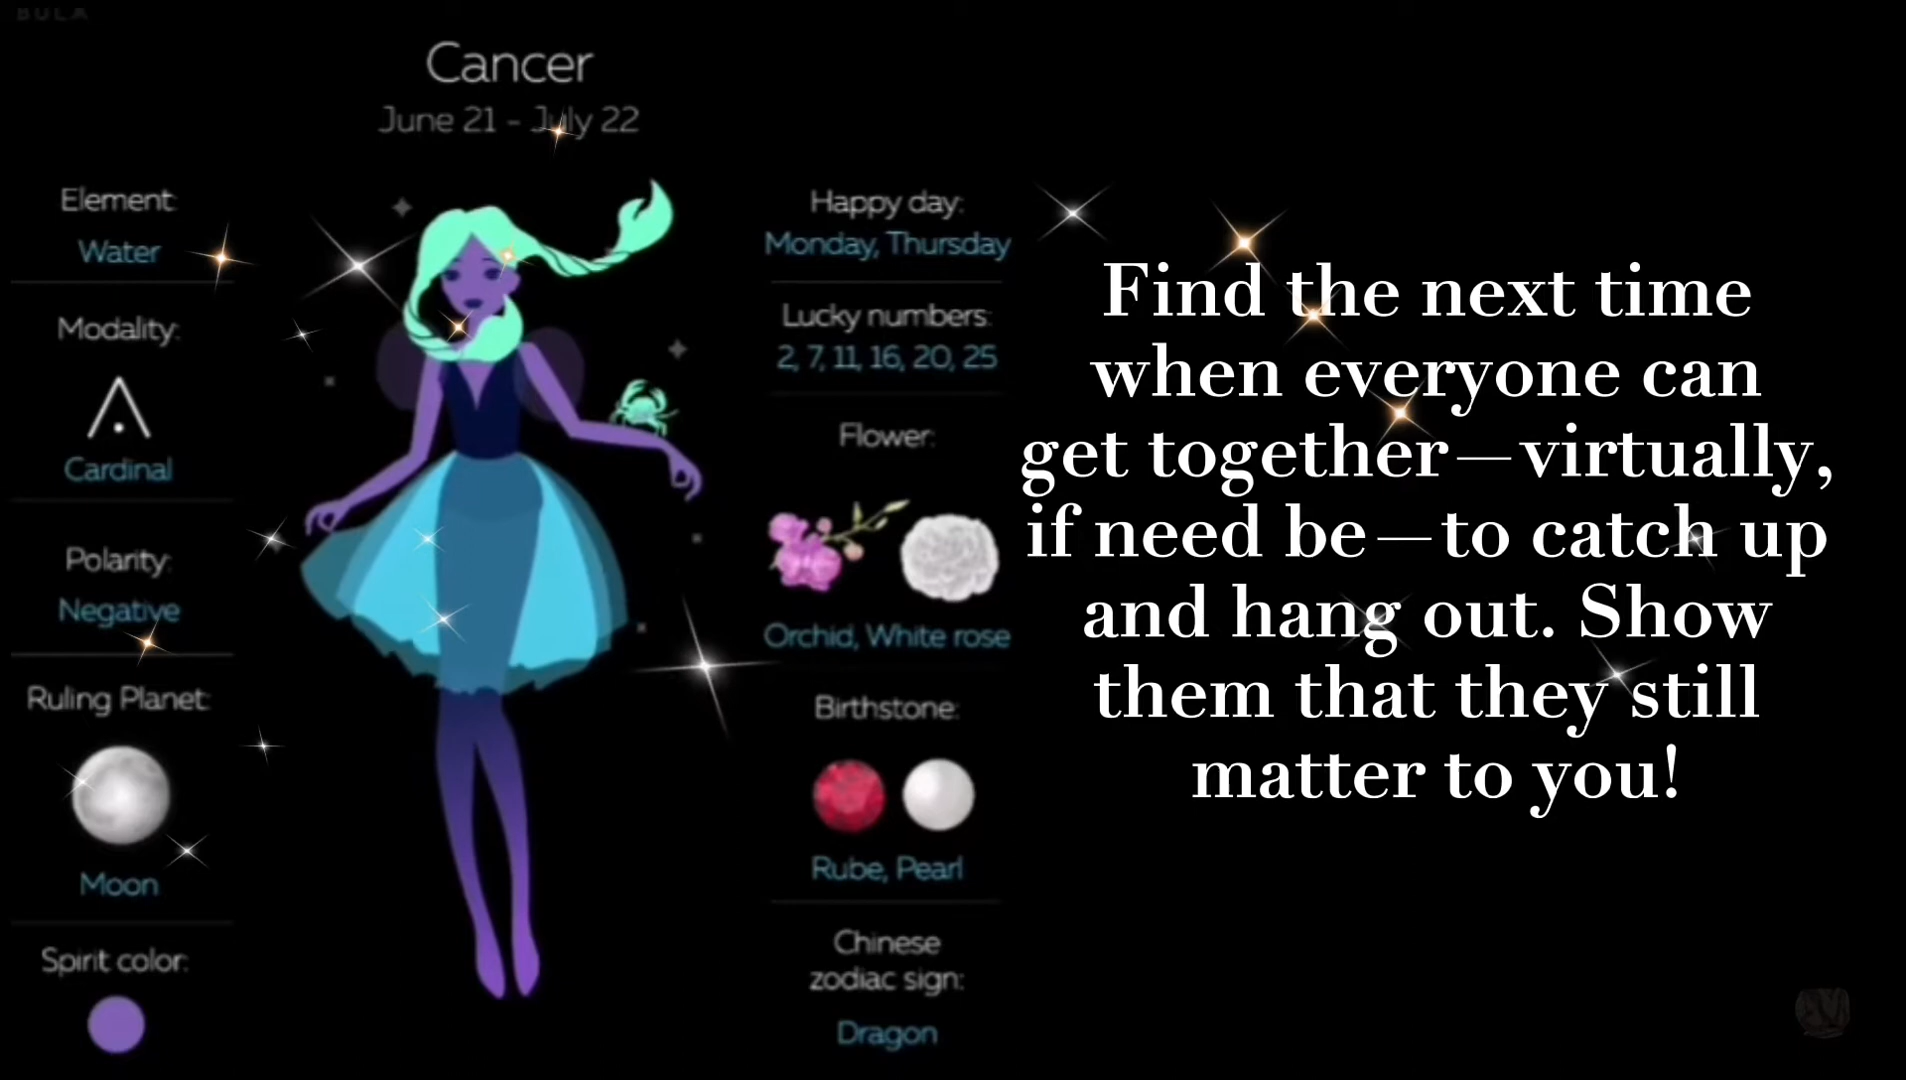 Cancer
June 21 - July 22
Element:
Water
Modality:
Cardinal
Polarity:
Negative
Ruling Planet:
Moon
Spirit color:
Happy day:
Monday, Thursday
Lucky numbers:
2, 7, 11, 16, 20, 25
Flower:
Orchid, White rose
Birthstone:
Rube, Pearl
Chinese
zodiac sign:
Dragon
Find the next time
when everyone can
get together—virtually,
if need be—to catch up
and hang out. Show
them that they still
matter to you!